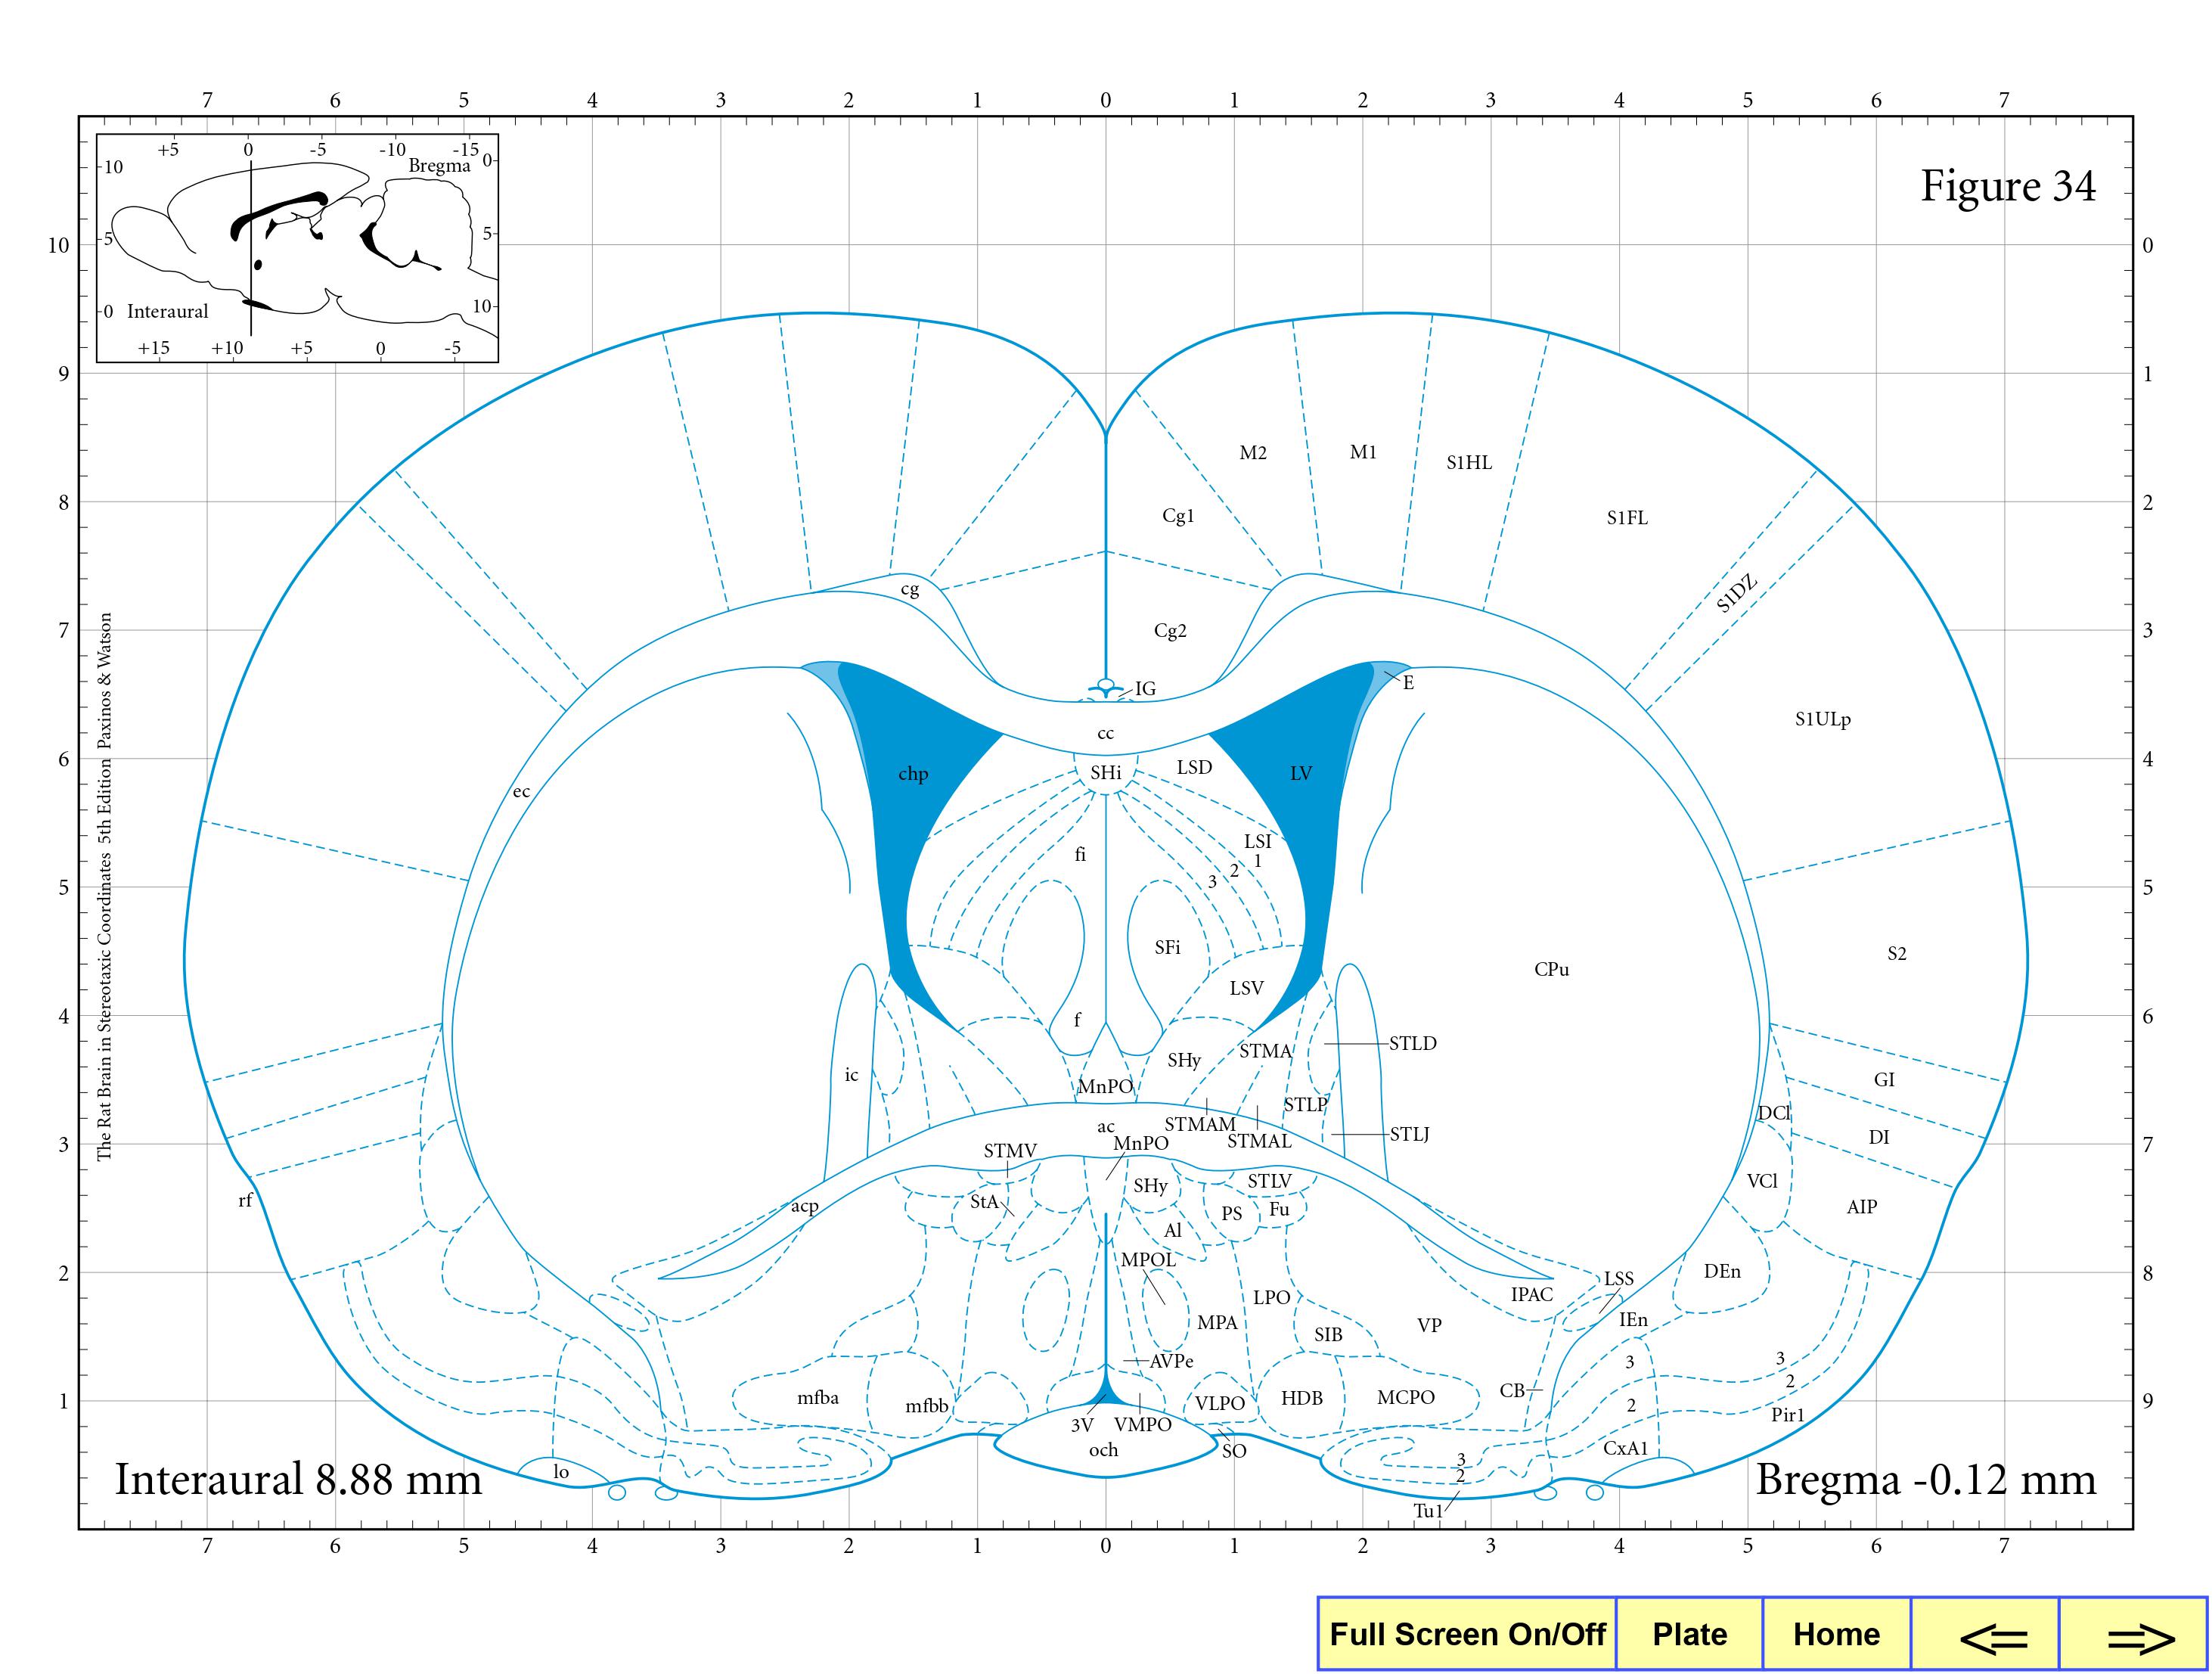 7 6 5 4 3 2 1 0 1 2 3 4 5 6 7
+5 0 -5 -10 -15
Bregma 0
10
5 5
0 Interaural 10
+15 +10 +5 0 -5
Figure 34
10 0
9 1
8 2
7 3
6 4
5 5
4 6
3 7
2 8
1 9
The Rat Brain in Stereotaxic Coordinates 5th Edition Paxinos & Watson
M2 M1 S1HL
Cg1 S1FL
cg S1DZ
Cg2
IG E
S1ULp
cc
chp SHi LSD LV
ec
fi LSI
1
2
3
SFi S2
CPu
LSV
f
STLD
ic SHy STMA
MnPO GI
STLP
DCl
ac STMAM STLJ
MnPO STMAL DI
STMV
SHy STLV VCl
rf acp StA PS Fu AIP
Al
MPOL DEn
LSS
LPO IPAC
MPA SIB VP IEn
AVPe 3 3
2
mfba mfbb VLPO HDB MCPO CB 2
3V VMPO Pir1
och SO CxA1
lo 3
2
Tu1
Interaural 8.88 mm
Bregma -0.12 mm
7 6 5 4 3 2 1 0 1 2 3 4 5 6 7
Full Screen On/Off Plate Home <= =>